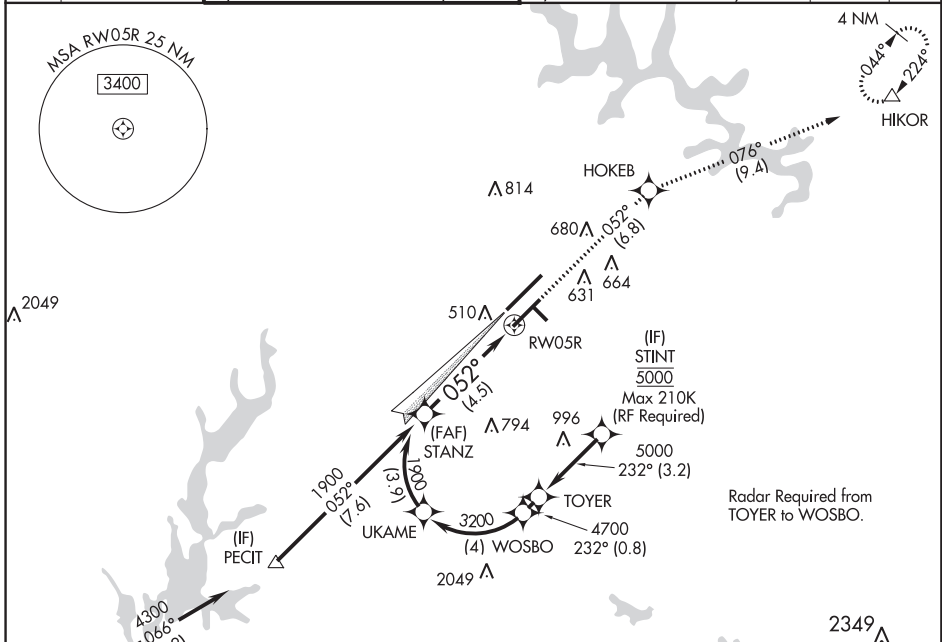 MSA RW05R 25 NM
3400
4 NM
044°
224°
HIKOR
076°
(9.4)
HOKEB
814
680
052°
(6.8)
664
631
2049
510
RW05R
(IF)
STINT
5000
Max 210K
(RF Required)
052°
(4.5)
(FAF)
STANZ
794
996
5000
232° (3.2)
1900
052°
(7.6)
1900
(3.9)
TOYER
Radar Required from
TOYER to WOSBO.
UKAME
3200
(4)
WOSBO
4700
232° (0.8)
(IF)
PECIT
2049
4300
066°
2349